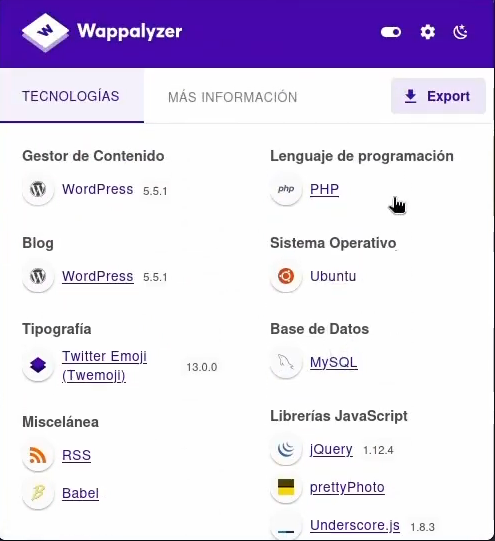 Wappalyzer
TECNOLOGÍAS
MÁS INFORMACIÓN
Export
Gestor de Contenido
WordPress 5.5.1
Blog
WordPress 5.5.1
Tipografía
Twitter Emoji
(Twemoji)
13.0.0
Miscelánea
RSS
Babel
Lenguaje de programación
php
PHP
Sistema Operativo
Ubuntu
Base de Datos
MySQL
Librerías JavaScript
jQuery 1.12.4
prettyPhoto
Underscore.js 1.8.3